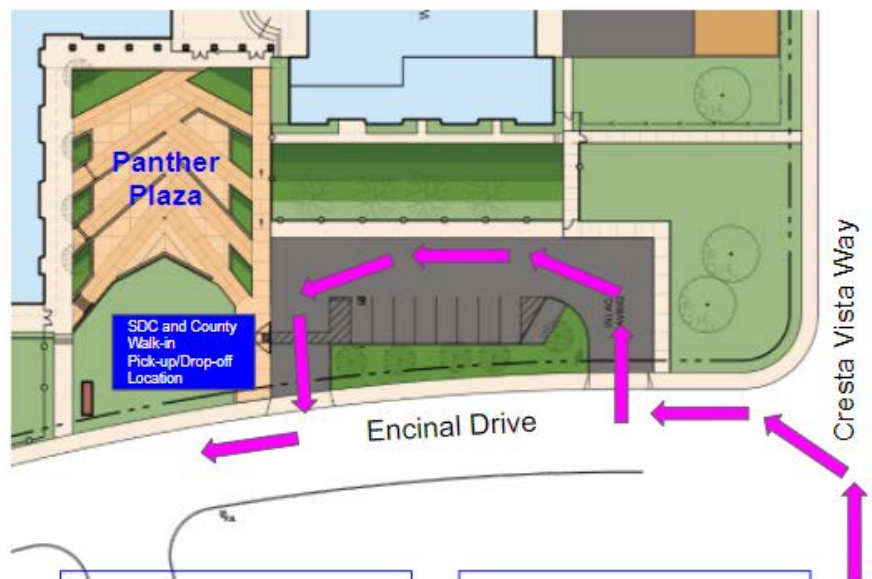 Panther
Plaza
SDC and County
Walk-in
Pick-up/Drop-off
Location
Encinal Drive
Cresta Vista Way